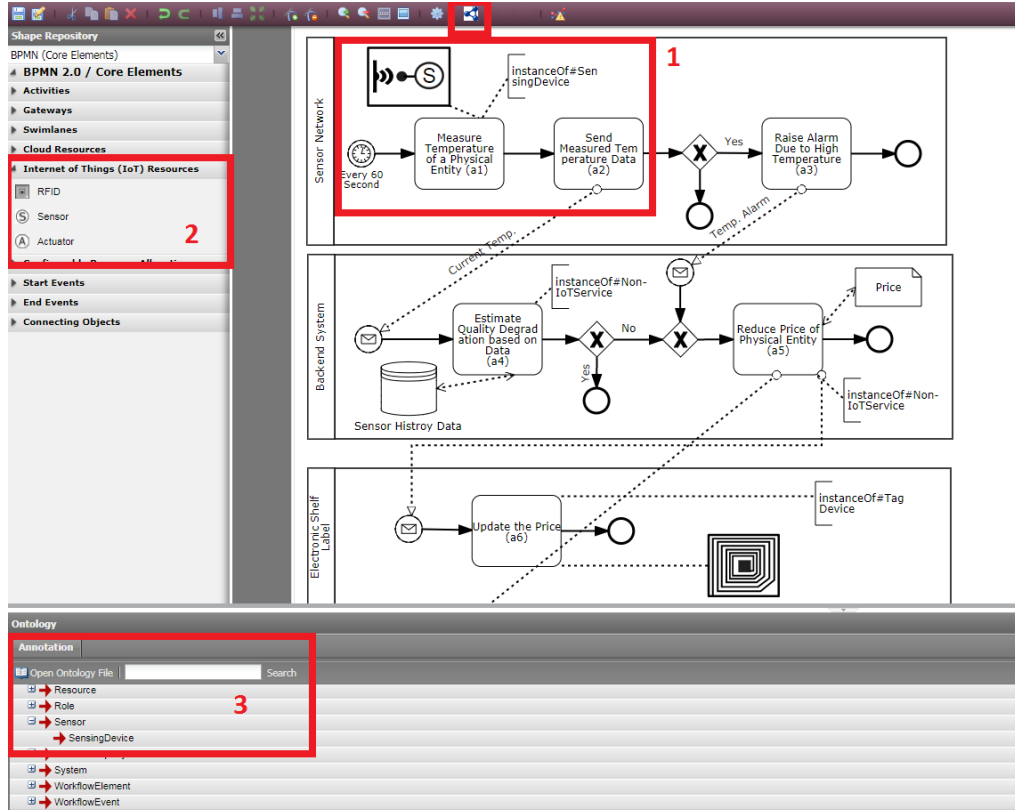 Shape Repository
BPMN (Core Elements)
BPMN 2.0 / Core Elements
Activities
Gateways
Swimlanes
Cloud Resources
Internet of Things (IoT) Resources
RFID
S
Sensor
A
Actuator
2
Start Events
End Events
Connecting Objects
1
Sensor Network
S
instanceOf#Sen
singDevice
Every 60
Second
Measure
Temperature
of a Physical
Entity (a1)
Send
Measured Tem
perature Data
(a2)
X
Yes
Raise Alarm
Due to High
Temperature
(a3)
Current Temp.
Temp. Alarm
Backend System
instanceOf#Non-
IoTService
Estimate
Quality Degrad
ation based on
Data
(a4)
X
No
Yes
X
Reduce Price of
Physical Entity
(a5)
Price
Sensor Histroy Data
instanceOf#Non-
IoTService
Electronic Shelf
Label
Update the Price
(a6)
instanceOf#Tag
Device
Ontology
Annotation
Open Ontology File
Search
Resource
Role
Sensor
SensingDevice
3
System
WorkflowElement
WorkflowEvent